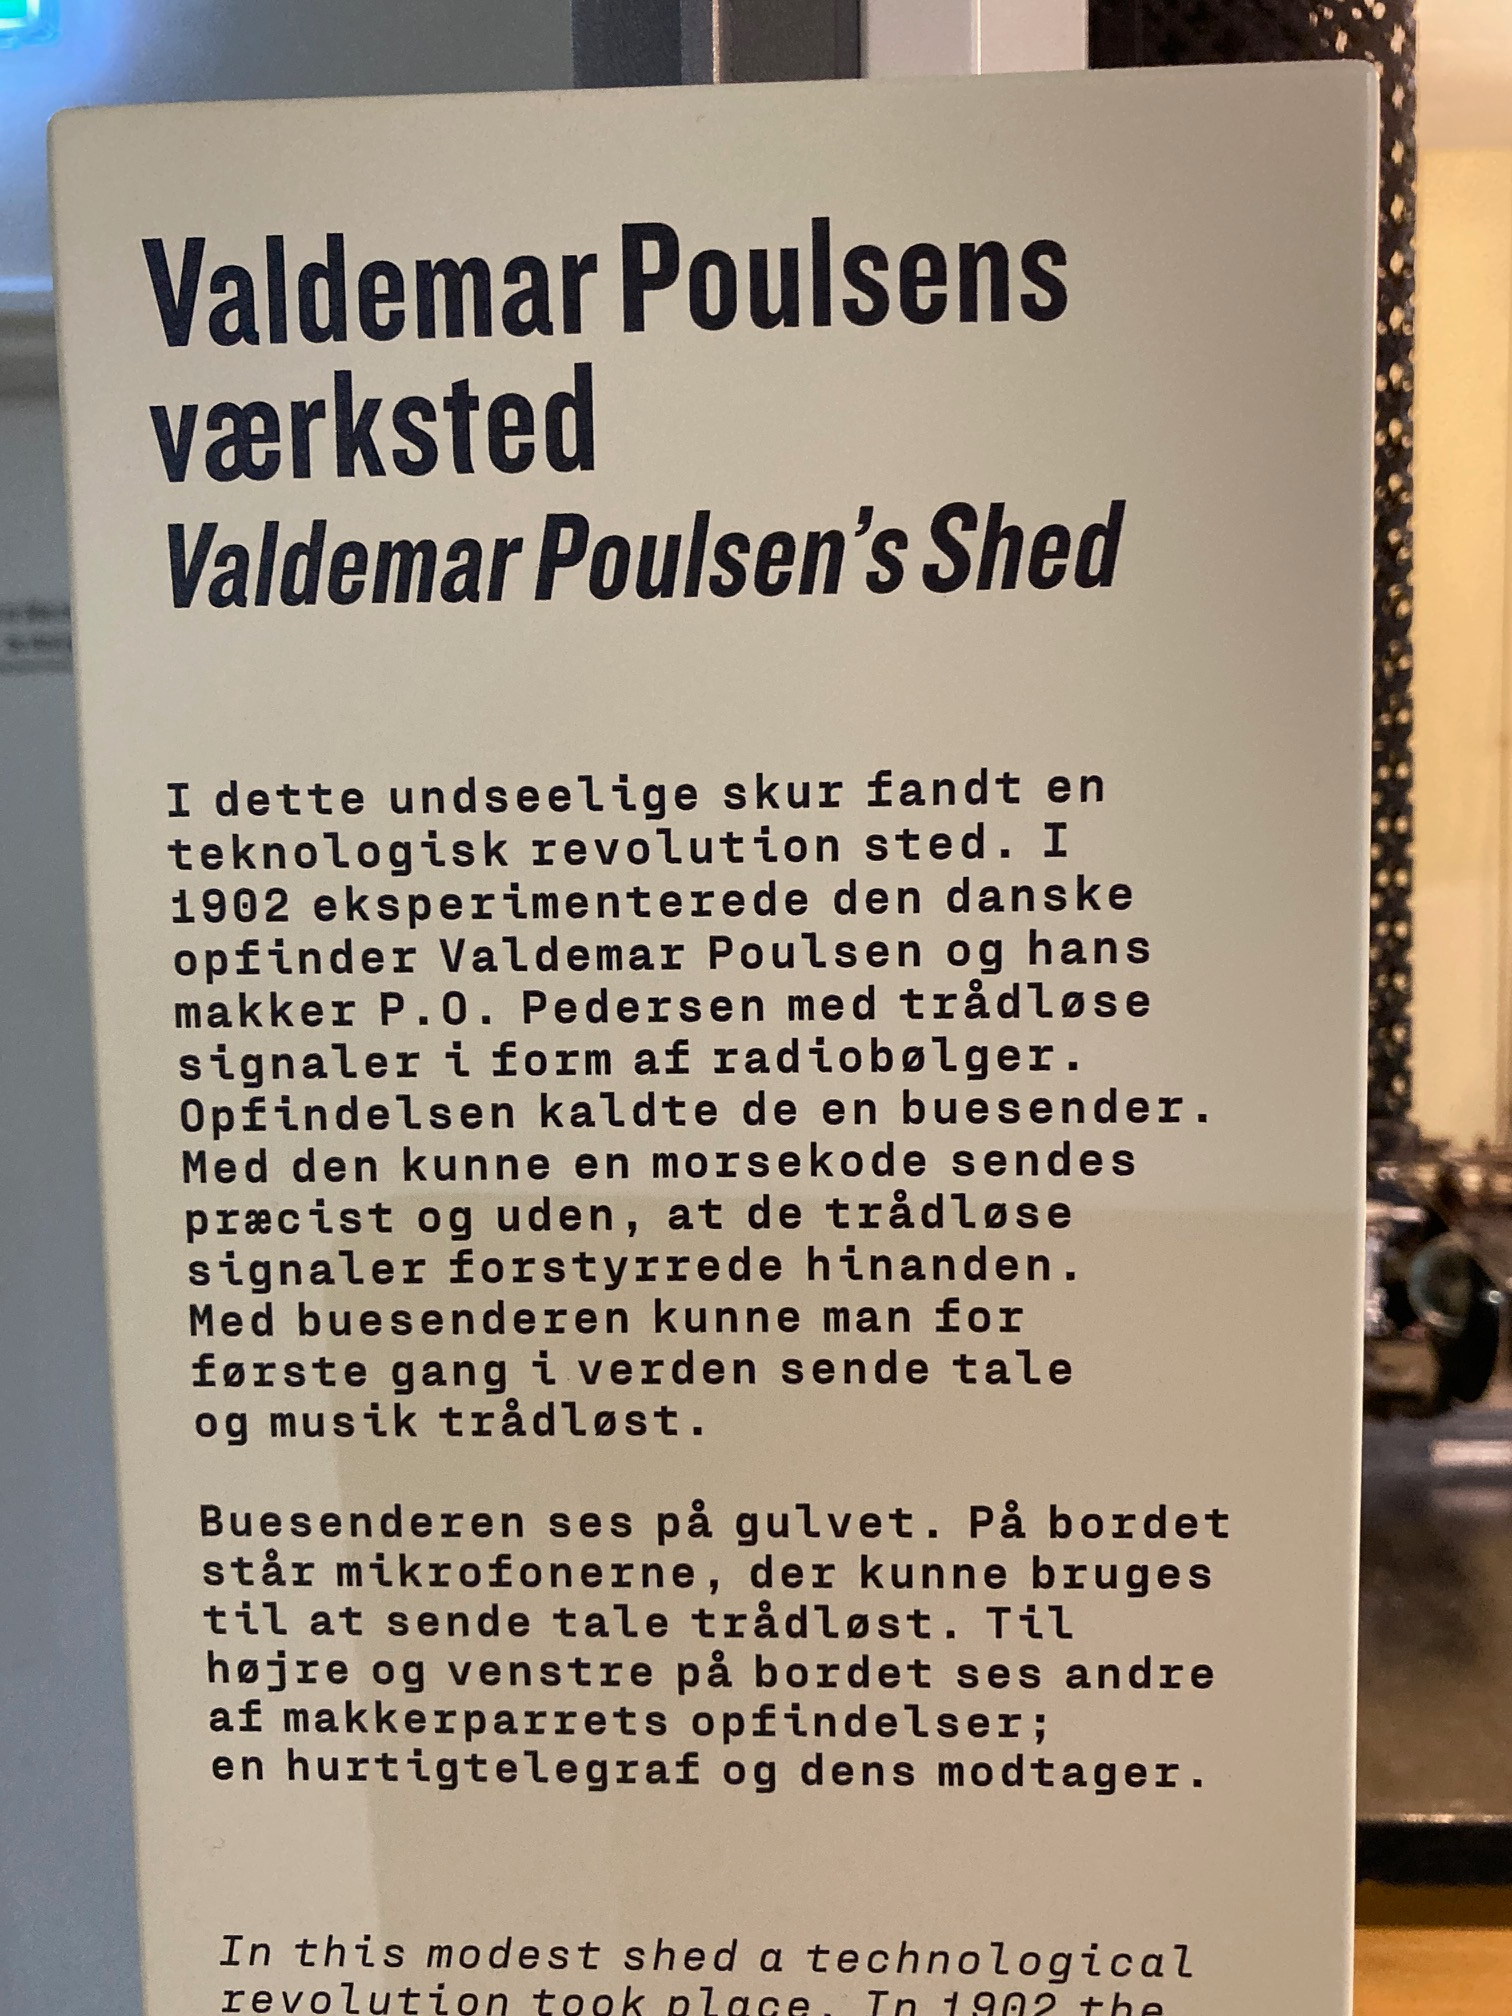 Valdemar Poulsens
værksted
Valdemar Poulsen's Shed
I dette undseelige skur fandt en
teknologisk revolution sted. I
1902 eksperimenterede den danske
opfinder Valdemar Poulsen og hans
makker P.O. Pedersen med trådløse
signaler i form af radiobølger.
Opfindelsen kaldte de en buesender.
Med den kunne en morsekode sendes
præcist og uden, at de trådløse
signaler forstyrrede hinanden.
Med buesenderen kunne man for
første gang i verden sende tale
og musik trådløst.
Buesenderen ses på gulvet. På bordet
står mikrofonerne, der kunne bruges
til at sende tale trådløst. Til
højre og venstre på bordet ses andre
af makkerparrets opfindelser;
en hurtigtelegraf og dens modtager.
In this modest shed a technological
revolution took place. In 1902 the